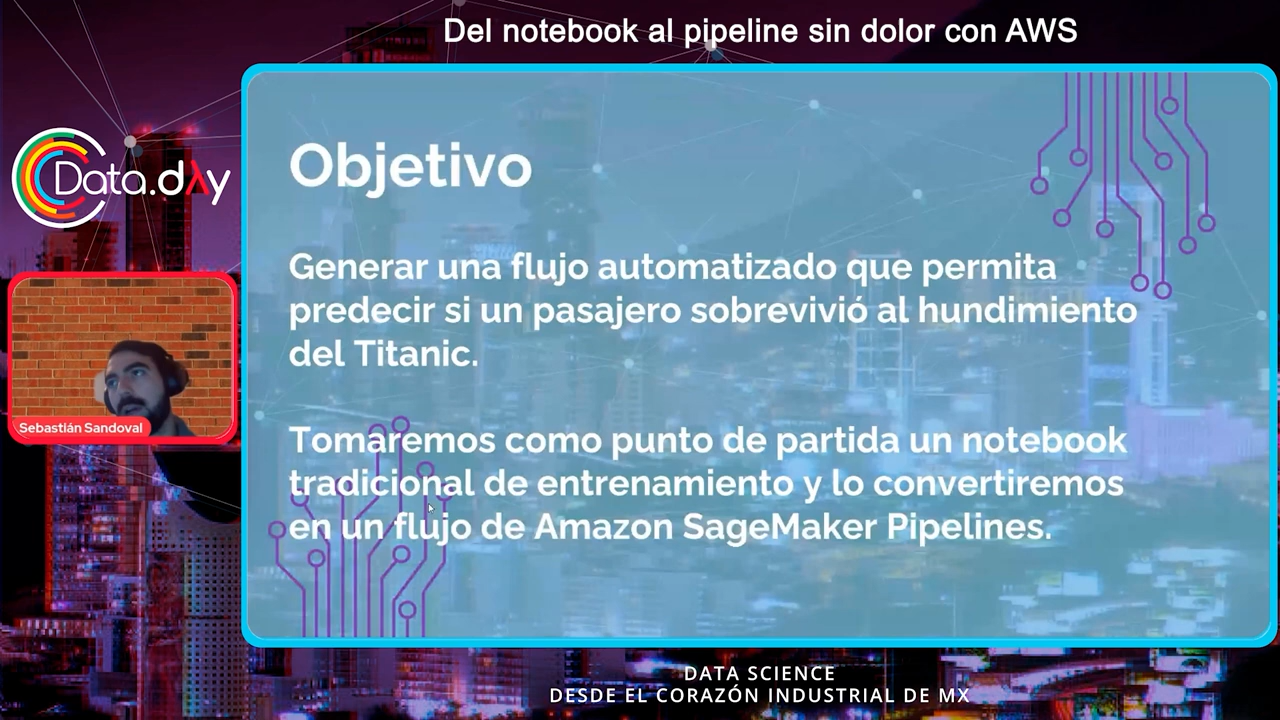 Del notebook al pipeline sin dolor con AWS
Data.day
Objetivo
Generar una flujo automatizado que permita
predecir si un pasajero sobrevivió al hundimiento
del Titanic.
Tomaremos como punto de partida un notebook
tradicional de entrenamiento y lo convertiremos
en un flujo de Amazon SageMaker Pipelines.
Sebastián Sandoval
DATA SCIENCE
DESDE EL CORAZÓN INDUSTRIAL DE MX